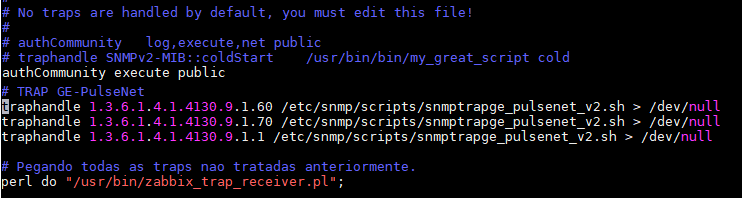 #
# No traps are handled by default, you must edit this file!
#
# authCommunity   log,execute,net public
# traphandle SNMPv2-MIB::coldStart    /usr/bin/bin/my_great_script cold
authCommunity execute public
# TRAP GE-PulseNet
traphandle 1.3.6.1.4.1.4130.9.1.60 /etc/snmp/scripts/snmptrapge_pulsenet_v2.sh > /dev/null
traphandle 1.3.6.1.4.1.4130.9.1.70 /etc/snmp/scripts/snmptrapge_pulsenet_v2.sh > /dev/null
traphandle 1.3.6.1.4.1.4130.9.1.1 /etc/snmp/scripts/snmptrapge_pulsenet_v2.sh > /dev/null
# Pegando todas as traps nao tratadas anteriormente.
perl do "/usr/bin/zabbix_trap_receiver.pl";